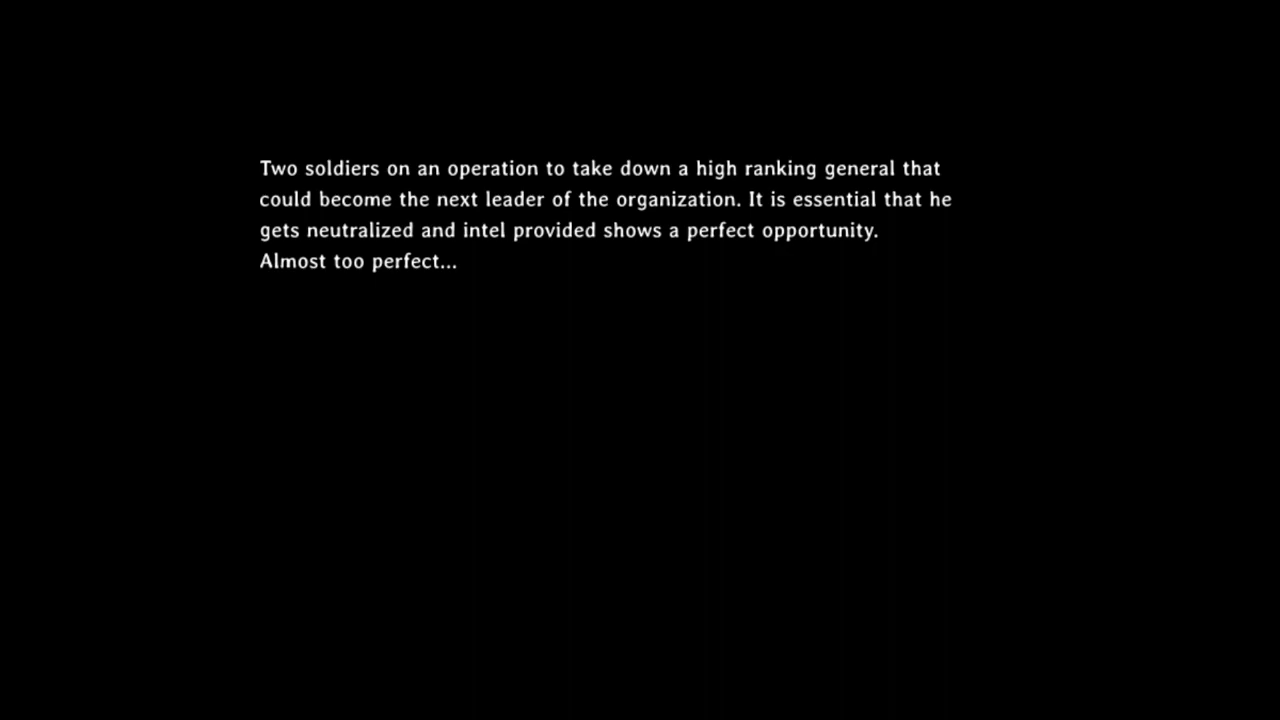 Two soldiers on an operation to take down a high ranking general that
could become the next leader of the organization. It is essential that he
gets neutralized and intel provided shows a perfect opportunity.
Almost too perfect...